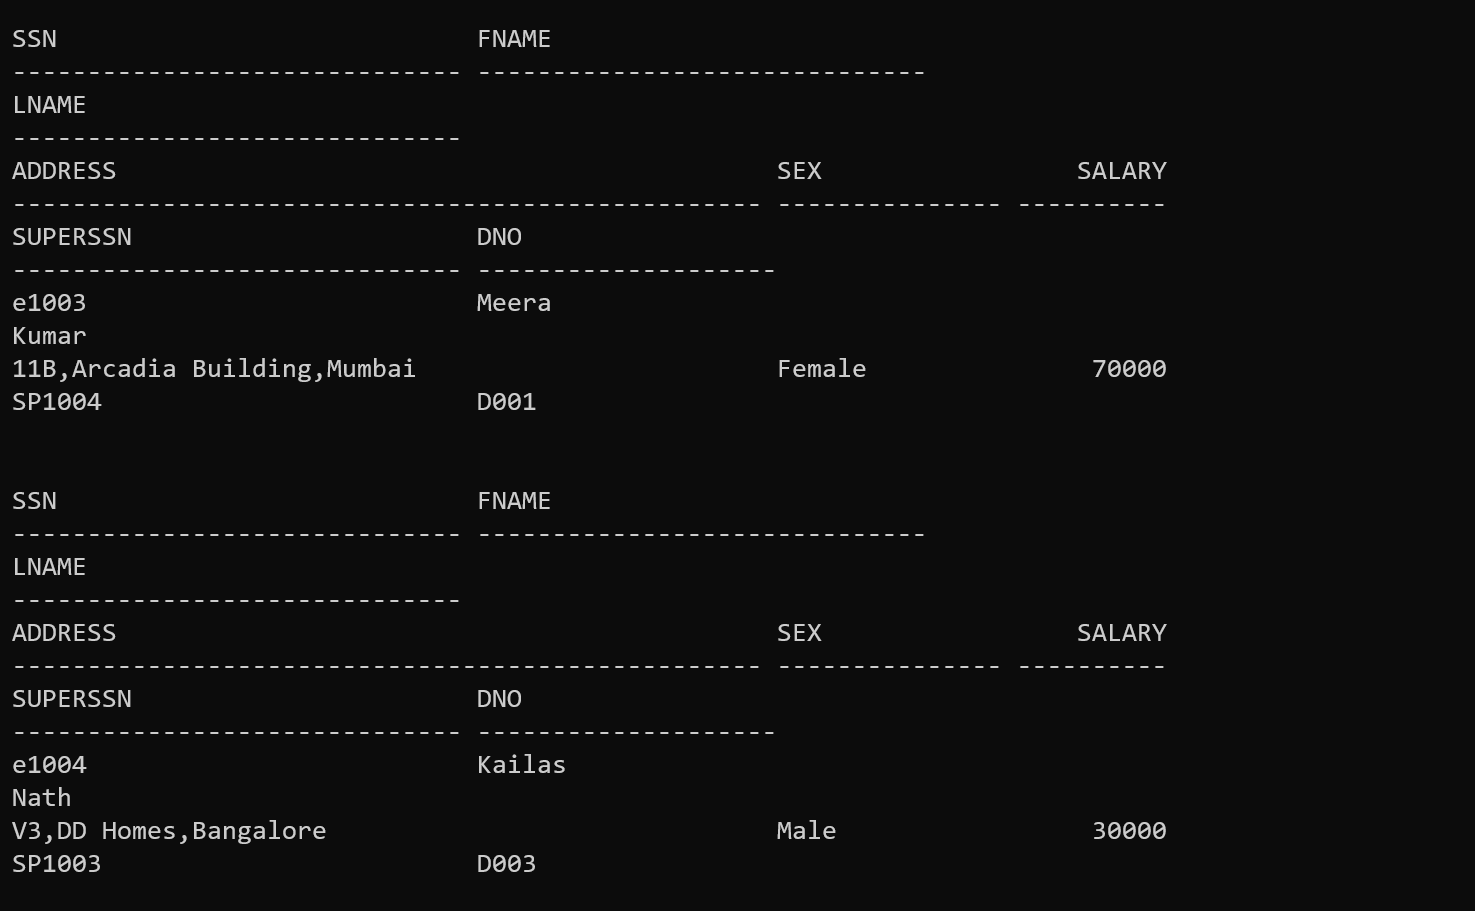 SSN                            FNAME
------------------------------ ------------------------------
LNAME
------------------------------
ADDRESS                                            SEX                 SALARY
-------------------------------------------------- --------------- ----------
SUPERSSN                       DNO
------------------------------ --------------------
e1003                          Meera
Kumar
11B,Arcadia Building,Mumbai                        Female               70000
SP1004                         D001
SSN                            FNAME
------------------------------ ------------------------------
LNAME
------------------------------
ADDRESS                                            SEX                 SALARY
-------------------------------------------------- --------------- ----------
SUPERSSN                       DNO
------------------------------ --------------------
e1004                          Kailas
Nath
V3,DD Homes,Bangalore                              Male                 30000
SP1003                         D003